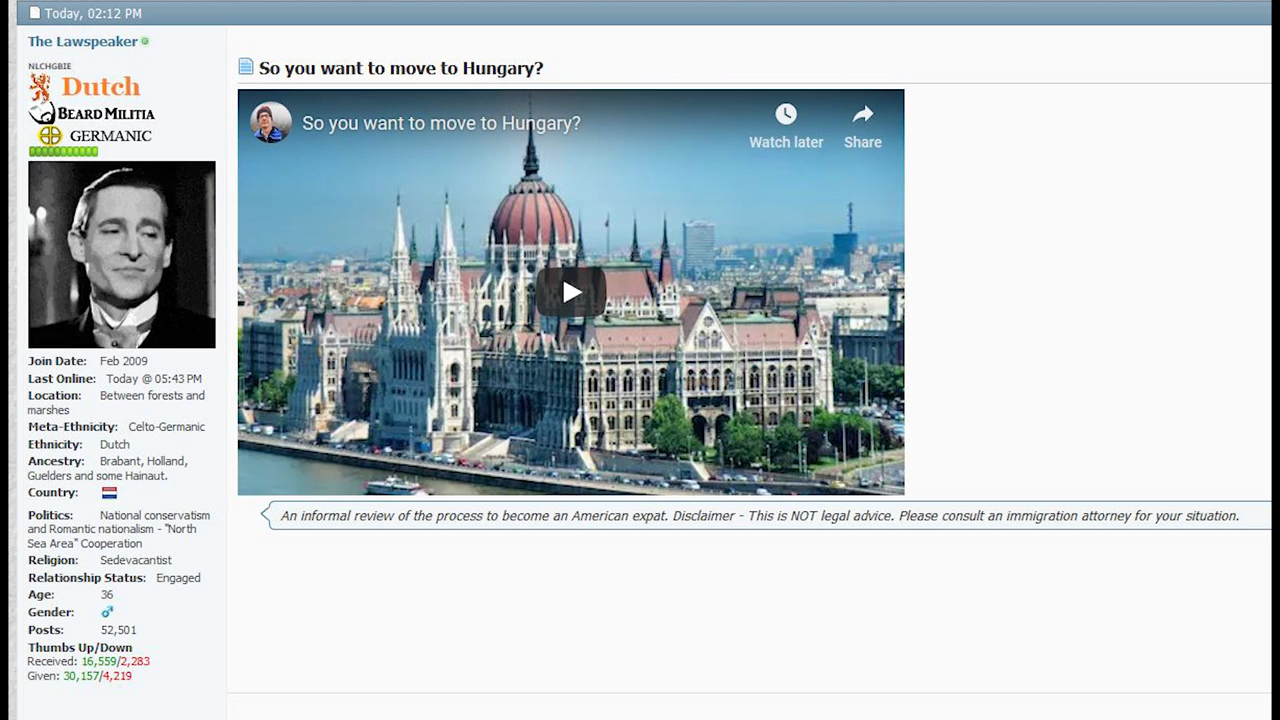 Today, 02:12 PM
The Lawspeaker
NLCHGBIE
Dutch
BEARD MILITIA
GERMANIC
Join Date: Feb 2009
Last Online: Today @ 05:43 PM
Location: Between forests and
marshes
Meta-Ethnicity: Celto-Germanic
Ethnicity: Dutch
Ancestry: Brabant, Holland,
Guelders and some Hainaut.
Country:
Politics: National conservatism
and Romantic nationalism - "North
Sea Area" Cooperation
Religion: Sedevacantist
Relationship Status: Engaged
Age: 36
Gender:
Posts: 52,501
Thumbs Up/Down
Received: 16,559/2,283
Given: 30,157/4,219
So you want to move to Hungary?
So you want to move to Hungary?
Watch later
Share
An informal review of the process to become an American expat. Disclaimer - This is NOT legal advice. Please consult an immigration attorney for your situation.